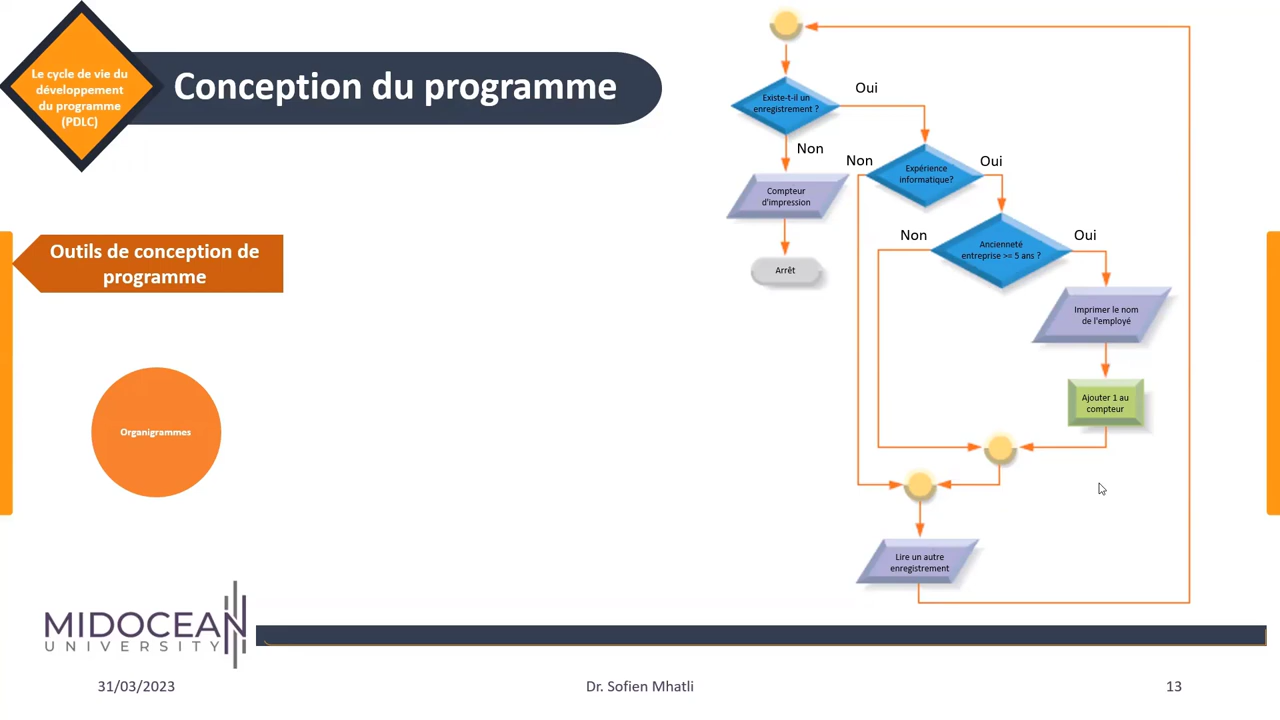 Le cycle de vie du
développement
du programme
(PDLC)
Conception du programme
Outils de conception de
programme
Organigrammes
Existe-t-il un
enregistrement ?
Oui
Non
Compteur
d'impression
Arrêt
Non
Expérience
informatique?
Oui
Non
Ancienneté
entreprise >= 5 ans ?
Oui
Imprimer le nom
de l'employé
Ajouter 1 au
compteur
Lire un autre
enregistrement
MIDOCEAN
UNIVERSITY
31/03/2023
Dr. Sofien Mhatli
13